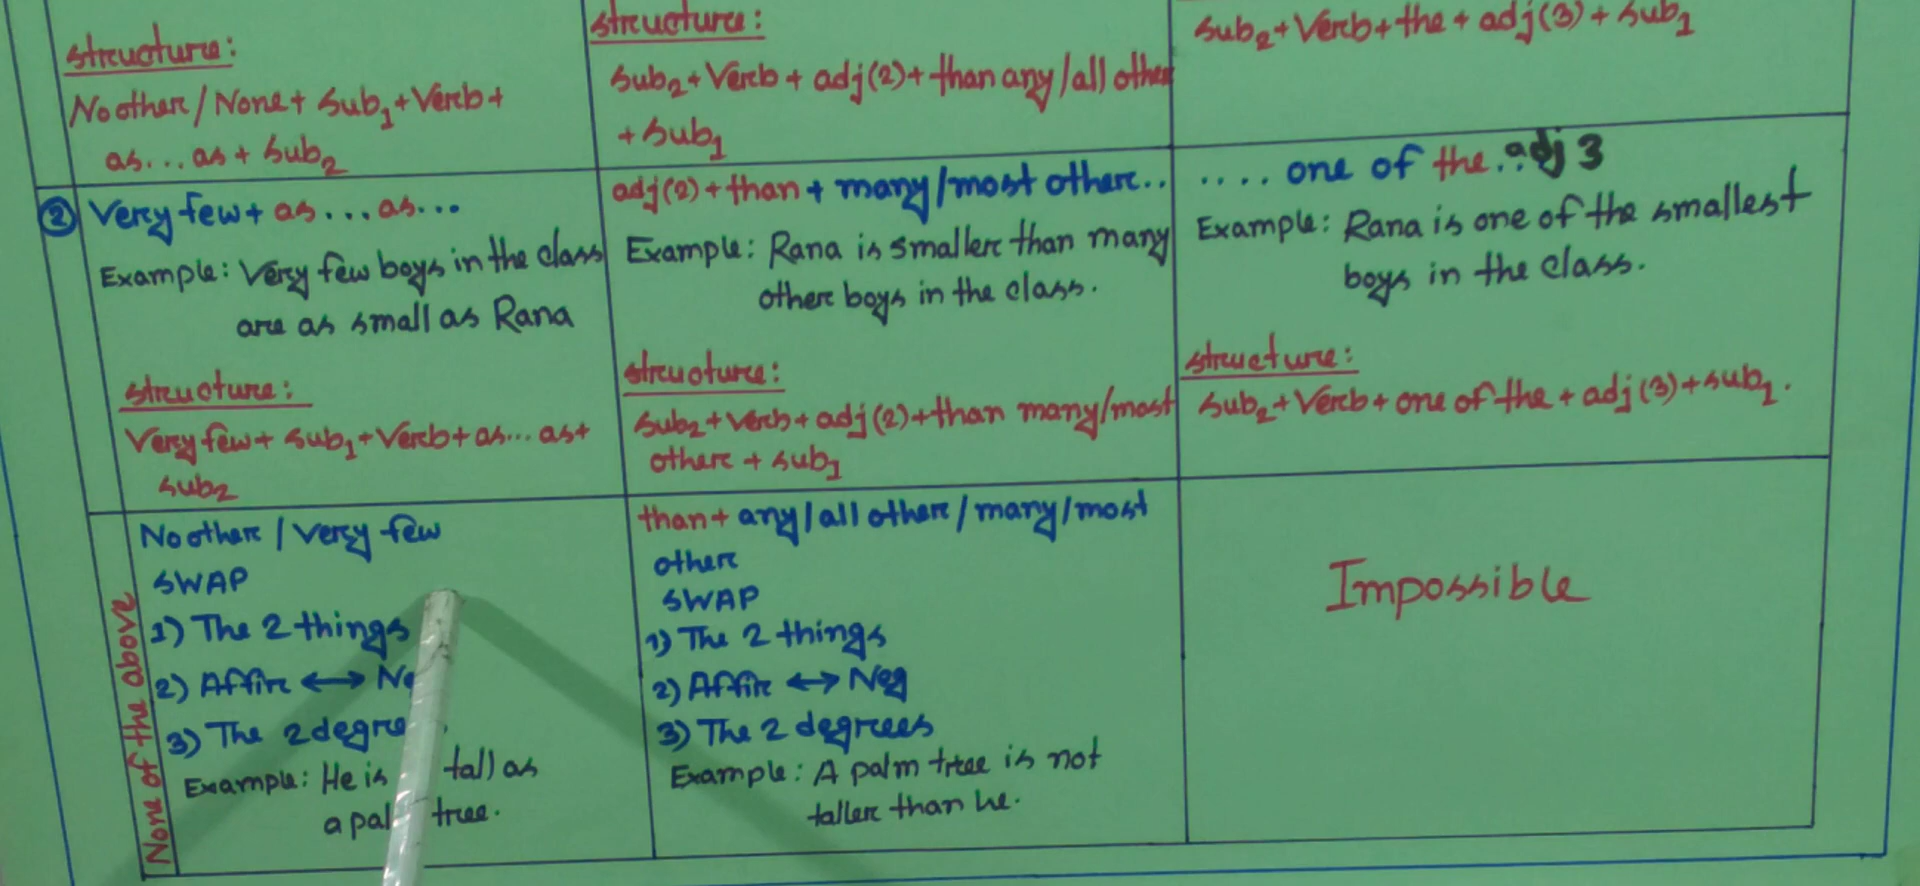 structure:
No other / None + sub1 + Verb +
as... as + sub2
structure:
sub2 + Verb + adj (2) + than any / all other
+ sub1
sub2 + Verb + the + adj (3) + sub1
2 Very few + as ... as ...
Example: Very few boys in the class
are as small as Rana
structure:
Very few + sub1 + Verb + as... as +
sub2
adj (2) + than + many/most other..
Example: Rana is smaller than many
other boys in the class.
structure:
sub2 + verb + adj (2) + than many/most
other + sub1
.... one of the.. adj 3
Example: Rana is one of the smallest
boys in the class.
structure:
sub2 + Verb + one of the + adj (3) + sub1.
None of the above
No other / very few
SWAP
1) The 2 things
2) Affir ↔
3) The 2
Example: He is tall as
a tree.
than + any / all other / many / most
other
SWAP
1) The 2 things
2) Affir ↔ Neg
3) The 2 degrees
Example: A palm tree is not
taller than he.
Impossible